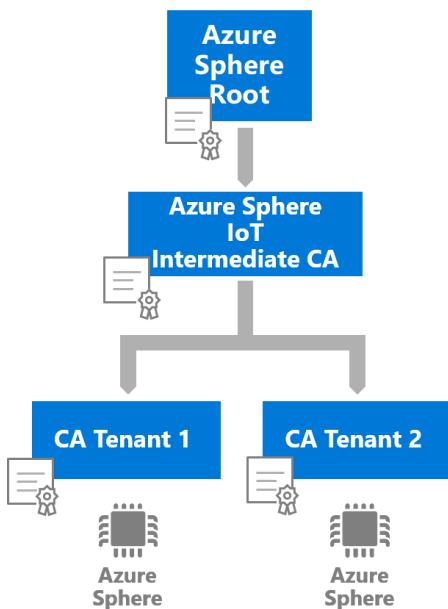 Azure
Sphere
Root
Azure Sphere
IoT
Intermediate CA
CA Tenant 1
CA Tenant 2
Azure
Sphere
Azure
Sphere